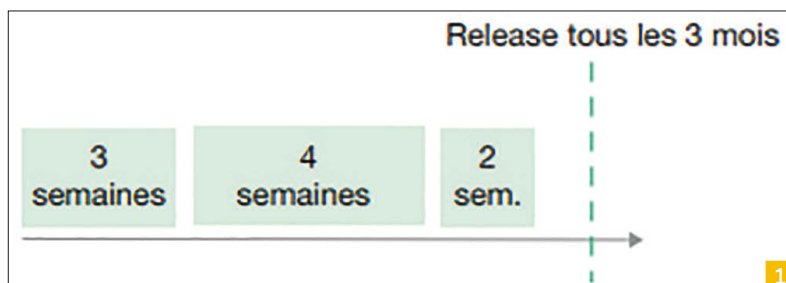 Release tous les 3 mois
3
semaines
4
semaines
2
sem.
1